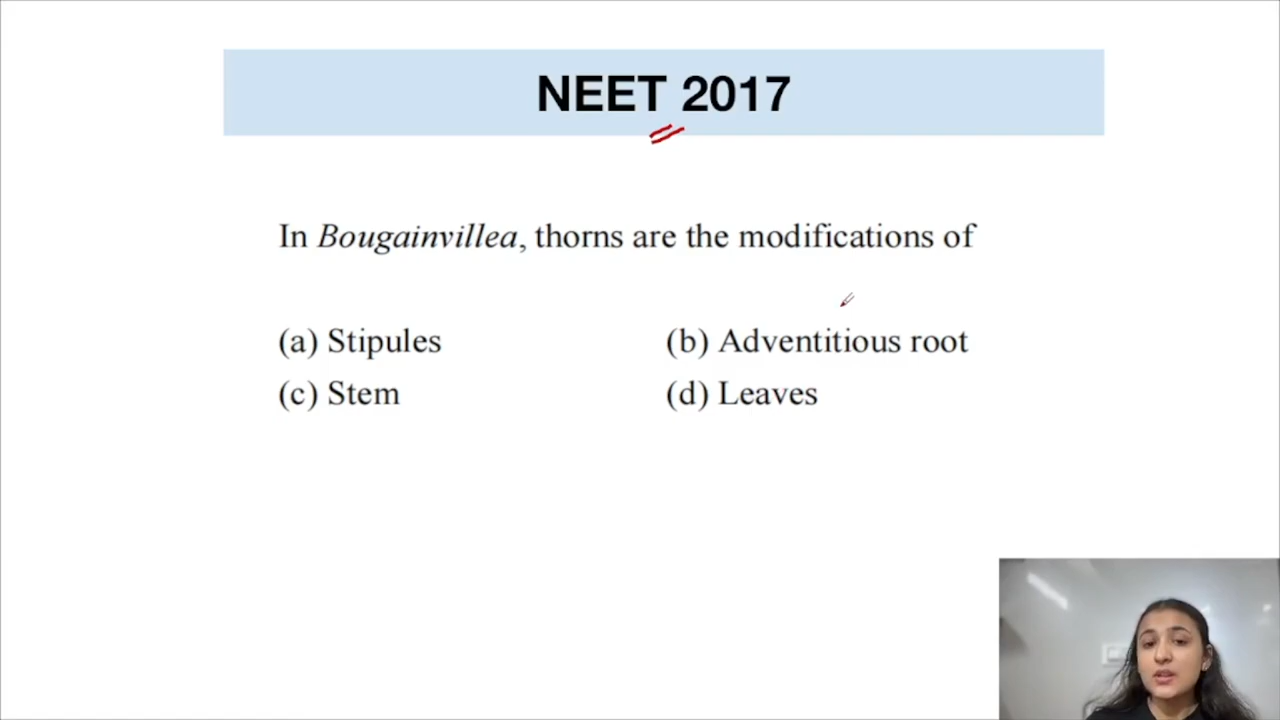 NEET 2017
In Bougainvillea, thorns are the modifications of
(a) Stipules (b) Adventitious root
(c) Stem (d) Leaves